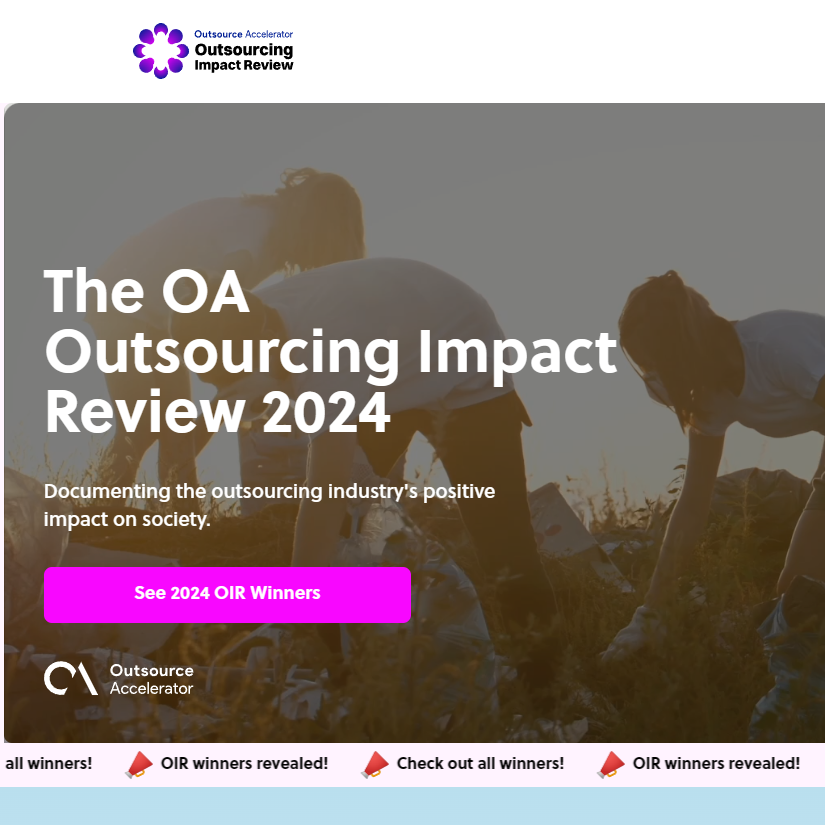 Outsource Accelerator
Outsourcing
Impact Review
The OA
Outsourcing Impact
Review 2024
Documenting the outsourcing industry's positive
impact on society.
See 2024 OIR Winners
Outsource
Accelerator
all winners! OIR winners revealed! Check out all winners! OIR winners revealed!